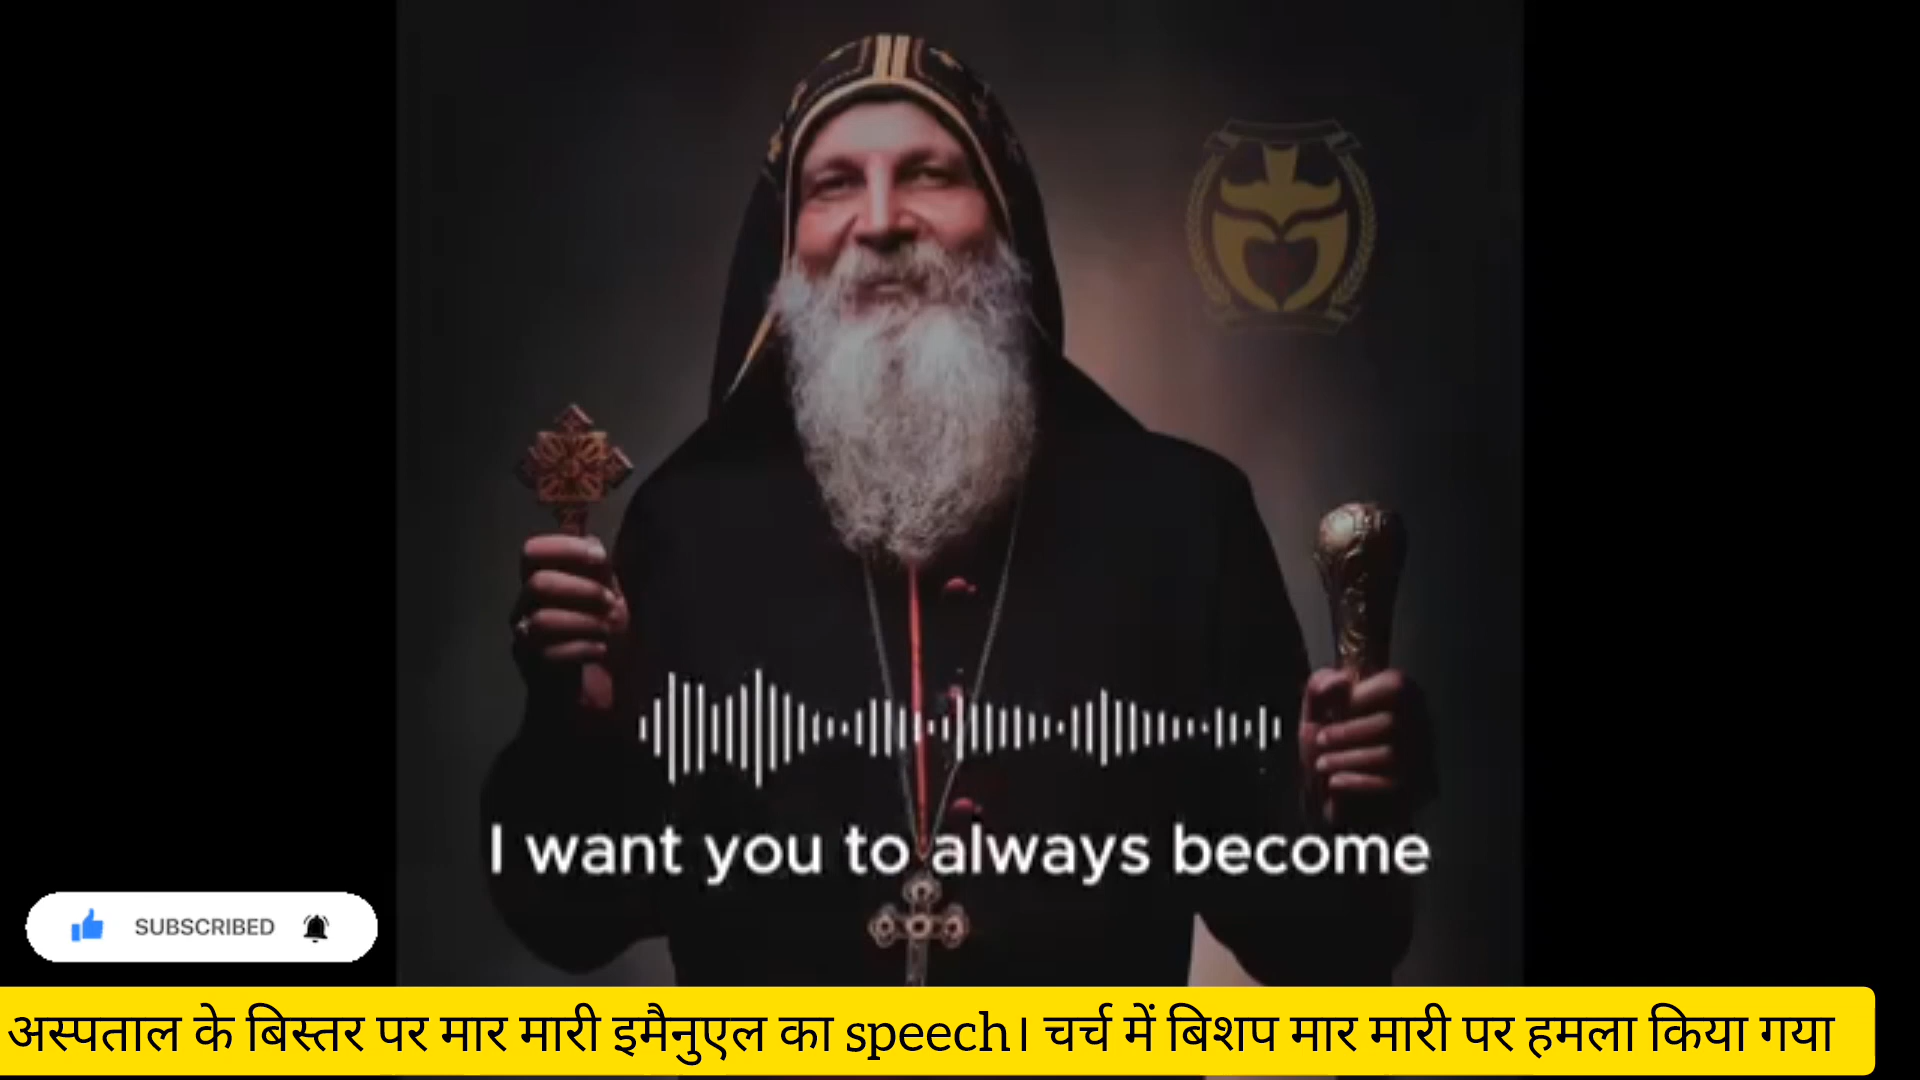 I want you to always become
SUBSCRIBED
अस्पताल के बिस्तर पर मार मारी इमैनुएल का speech। चर्च में बिशप मार मारी पर हमला किया गया